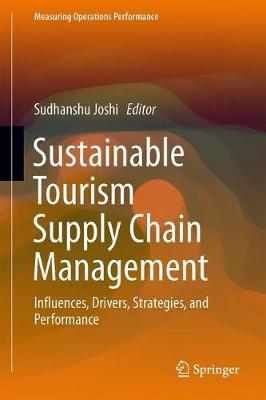 Measuring Operations Performance
Sudhanshu Joshi Editor
Sustainable
Tourism
Supply Chain
Management
Influences, Drivers, Strategies, and
Performance
Springer